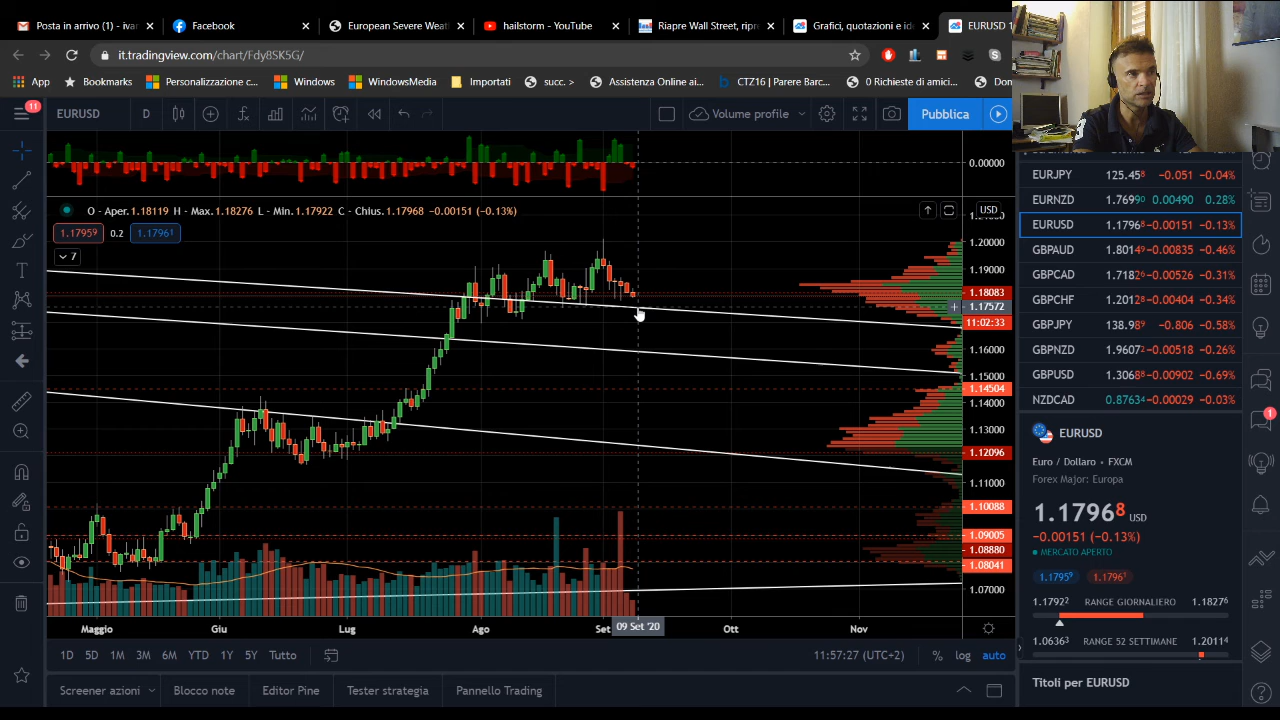 Posta in arrivo (1) - ivan
Facebook
European Severe Weat
hailstorm - YouTube
Riapre Wall Street, ripr
Grafici, quotazioni e ide
EURUSD 1
it.tradingview.com/chart/Fdy8SK5G/
App
Bookmarks
Personalizzazione c...
Windows
WindowsMedia
Importati
succ. >
Assistenza Online ai...
CTZ16 | Parere Barc...
0 Richieste di amici...
11
EURUSD
D
Volume profile
Pubblica
0.00000
O - Aper. 1.18119 H - Max. 1.18276 L - Min. 1.17922 C - Chius. 1.17968 −0.00151 (−0.13%)
USD
1.17959
0.2
1.17961
7
1.20000
1.19000
1.18083
1.17572
11:02:33
1.16000
1.15000
1.14504
1.14000
1.13000
1.12096
1.11000
1.10088
1.09005
1.08880
1.08041
1.07000
Maggio
Giu
Lug
Ago
Set
09 Set '20
Ott
Nov
1D
5D
1M
3M
6M
YTD
1Y
5Y
Tutto
11:57:27 (UTC+2)
%
log
auto
Screener azioni
Blocco note
Editor Pine
Tester strategia
Pannello Trading
EURJPY 125.458 −0.051 −0.04%
EURNZD 1.76990 0.00490 0.28%
EURUSD 1.17968 −0.00151 −0.13%
GBPAUD 1.80149 −0.00835 −0.46%
GBPCAD 1.71826 −0.00526 −0.31%
GBPCHF 1.20128 −0.00404 −0.34%
GBPJPY 138.989 −0.806 −0.58%
GBPNZD 1.96072 −0.00518 −0.26%
GBPUSD 1.30688 −0.00902 −0.69%
NZDCAD 0.87634 −0.00029 −0.03%
EURUSD
Euro / Dollaro • FXCM
Forex Major: Europa
1.17968 USD
−0.00151 (−0.13%)
MERCATO APERTO
1.17959
1.17961
1.17922 RANGE GIORNALIERO 1.18276
1.06363 RANGE 52 SETTIMANE 1.20114
Titoli per EURUSD
1